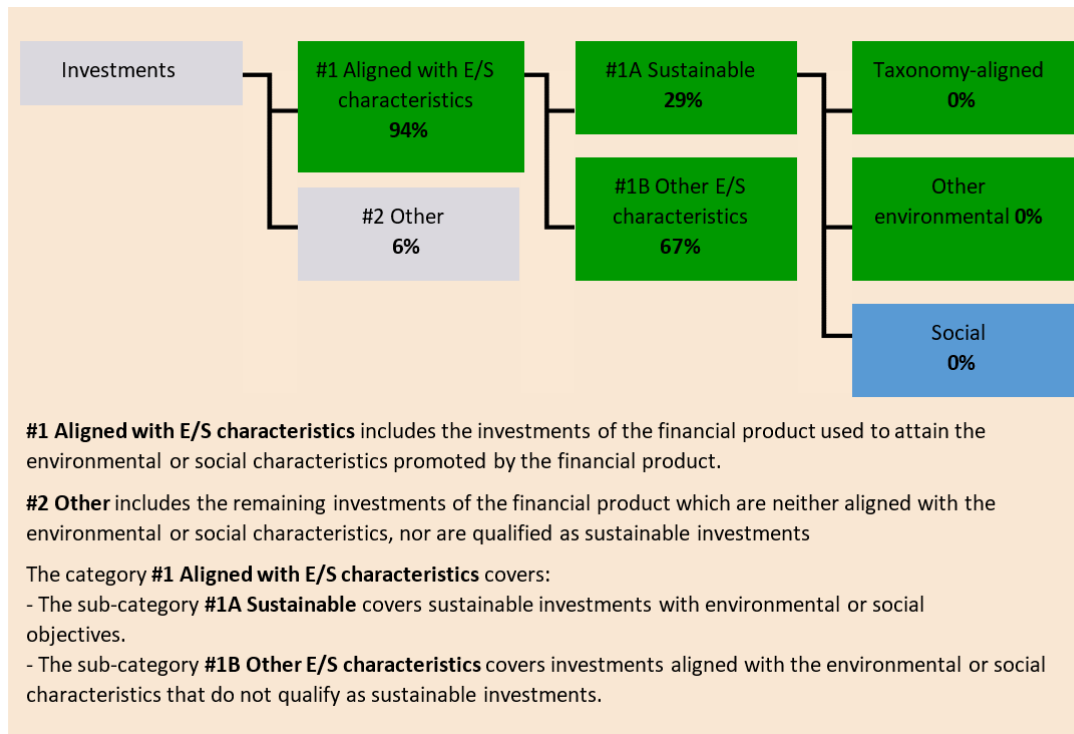 Investments
#1 Aligned with E/S
characteristics
94%
#2 Other
6%
#1A Sustainable
29%
#1B Other E/S
characteristics
67%
Taxonomy-aligned
0%
Other
environmental 0%
Social
0%
#1 Aligned with E/S characteristics includes the investments of the financial product used to attain the
environmental or social characteristics promoted by the financial product.
#2 Other includes the remaining investments of the financial product which are neither aligned with the
environmental or social characteristics, nor are qualified as sustainable investments
The category #1 Aligned with E/S characteristics covers:
- The sub-category #1A Sustainable covers sustainable investments with environmental or social
objectives.
- The sub-category #1B Other E/S characteristics covers investments aligned with the environmental or social
characteristics that do not qualify as sustainable investments.